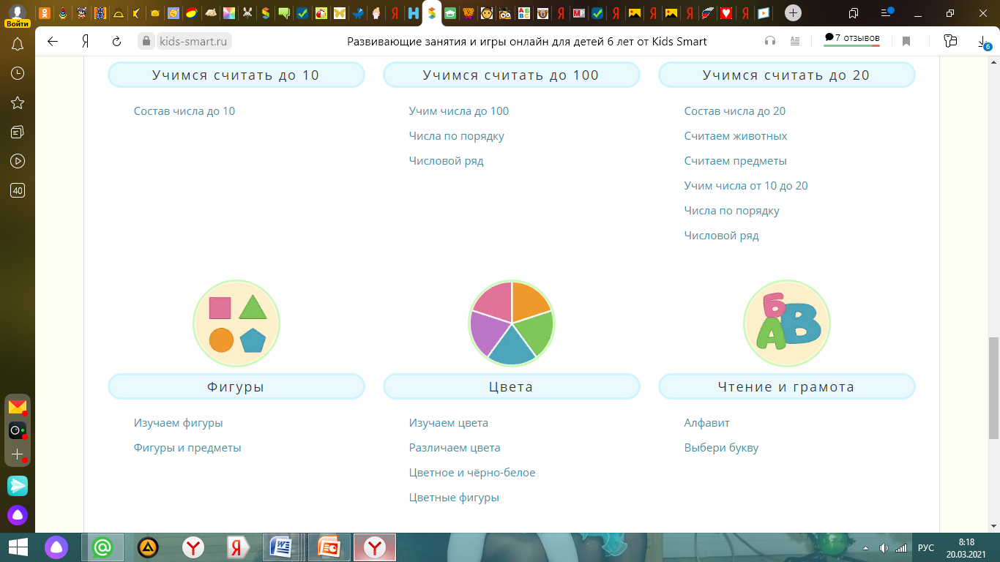 Войти
kids-smart.ru
Развивающие занятия и игры онлайн для детей 6 лет от Kids Smart
7 отзывов
6
40
Учимся считать до 10
Состав числа до 10
Учимся считать до 100
Учим числа до 100
Числа по порядку
Числовой ряд
Учимся считать до 20
Состав числа до 20
Считаем животных
Считаем предметы
Учим числа от 10 до 20
Числа по порядку
Числовой ряд
Фигуры
Изучаем фигуры
Фигуры и предметы
Цвета
Изучаем цвета
Различаем цвета
Цветное и чёрно-белое
Цветные фигуры
б А В
Чтение и грамота
Алфавит
Выбери букву
РУС
8:18
20.03.2021